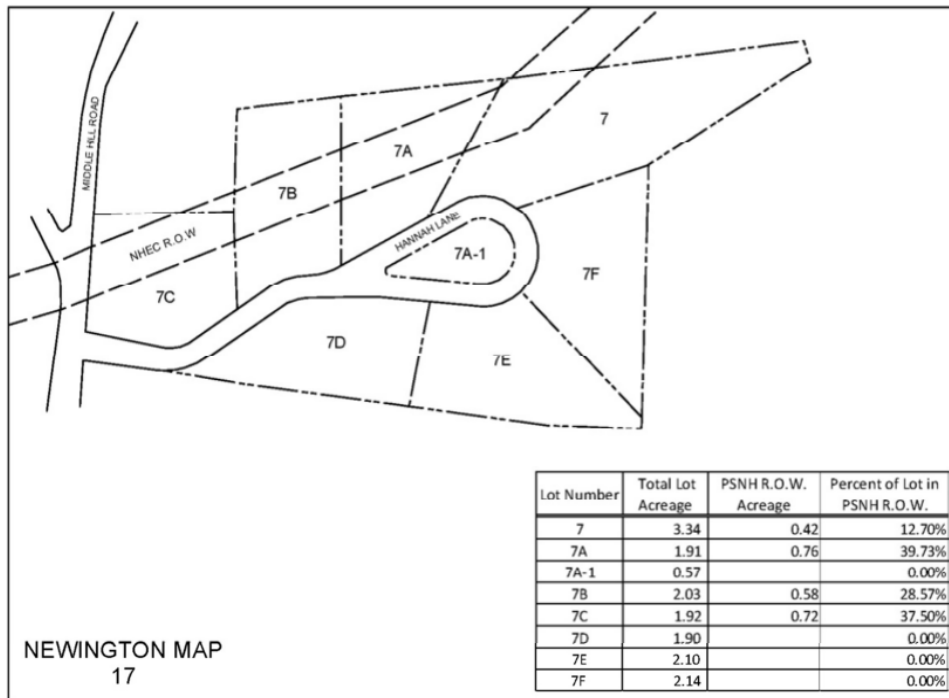 MIDDLE HILL ROAD
7
7A
7B
HANNAH LANE
NHEC R.O.W
7A-1
7C
7F
7D
7E
Lot Number Total Lot Acreage PSNH R.O.W. Acreage Percent of Lot in PSNH R.O.W.
7 3.34 0.42 12.70%
7A 1.91 0.76 39.73%
7A-1 0.57 0.00%
7B 2.03 0.58 28.57%
7C 1.92 0.72 37.50%
7D 1.90 0.00%
7E 2.10 0.00%
7F 2.14 0.00%
NEWINGTON MAP
17